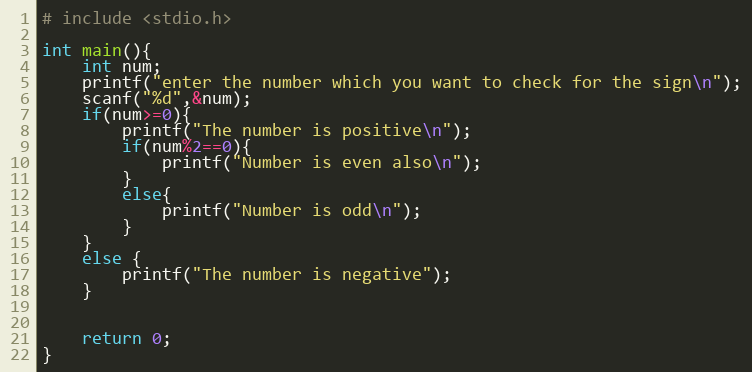 1 # include <stdio.h>
2
3 int main(){
4     int num;
5     printf("enter the number which you want to check for the sign\n");
6     scanf("%d",&num);
7     if(num>=0){
8         printf("The number is positive\n");
9         if(num%2==0){
10             printf("Number is even also\n");
11         }
12         else{
13             printf("Number is odd\n");
14         }
15     }
16     else {
17         printf("The number is negative");
18     }
19
20
21     return 0;
22 }